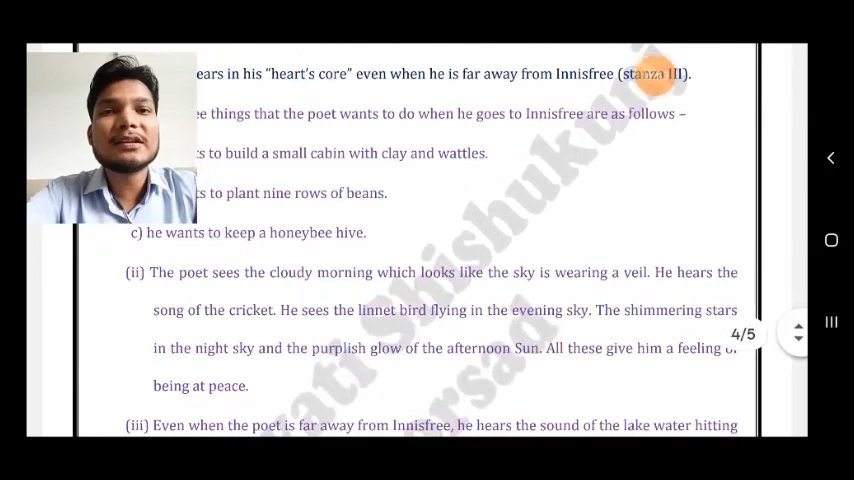 ears in his “heart’s core” even when he is far away from Innisfree (stanza III).
ee things that the poet wants to do when he goes to Innisfree are as follows –
ts to build a small cabin with clay and wattles.
ts to plant nine rows of beans.
c) he wants to keep a honeybee hive.
(ii) The poet sees the cloudy morning which looks like the sky is wearing a veil. He hears the
song of the cricket. He sees the linnet bird flying in the evening sky. The shimmering stars
in the night sky and the purplish glow of the afternoon Sun. All these give him a feeling of
being at peace.
(iii) Even when the poet is far away from Innisfree, he hears the sound of the lake water hitting
4/5
vati Shishukunj
arsad